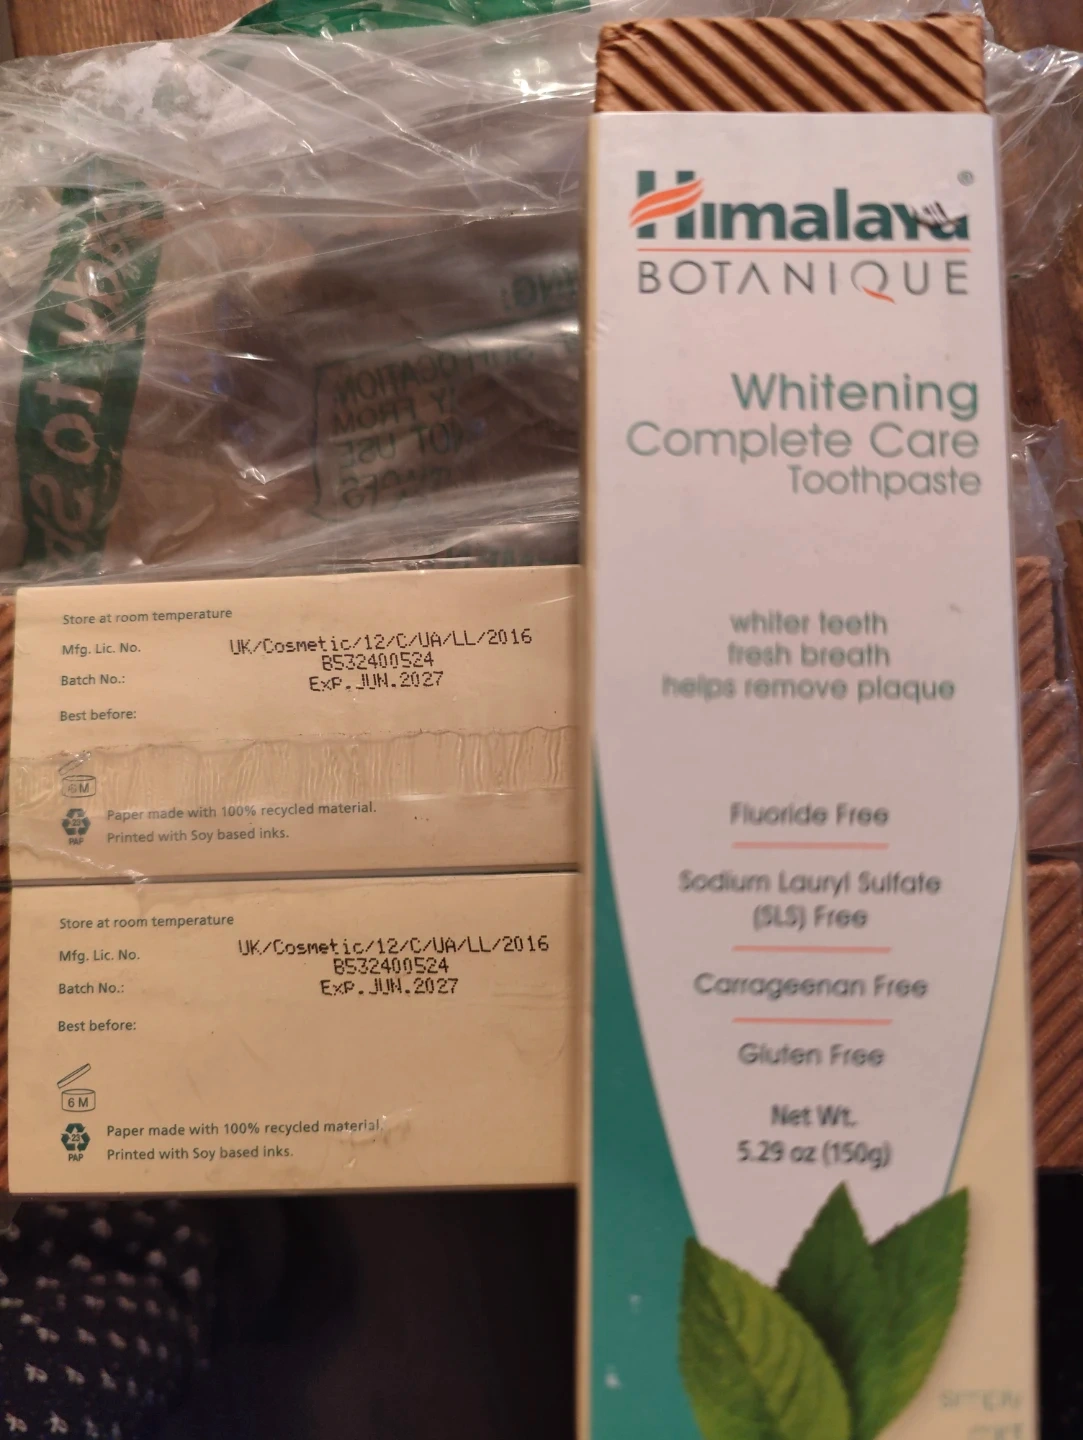 Himalaya
®
BOTANIQUE
Whitening
Complete Care
Toothpaste
whiter teeth
fresh breath
helps remove plaque
Fluoride Free
Sodium Lauryl Sulfate
(SLS) Free
Carrageenan Free
Gluten Free
Net Wt.
5.29 oz (150g)
Store at room temperature
Mfg. Lic. No. UK/Cosmetic/12/C/UA/LL/2016
B532400524
Batch No.: EXP.JUN.2027
Best before:
6M
23
PAP
Paper made with 100% recycled material.
Printed with Soy based inks.
Store at room temperature
Mfg. Lic. No. UK/Cosmetic/12/C/UA/LL/2016
B532400524
Batch No.: EXP.JUN.2027
Best before:
6 M
23
PAP
Paper made with 100% recycled material.
Printed with Soy based inks.